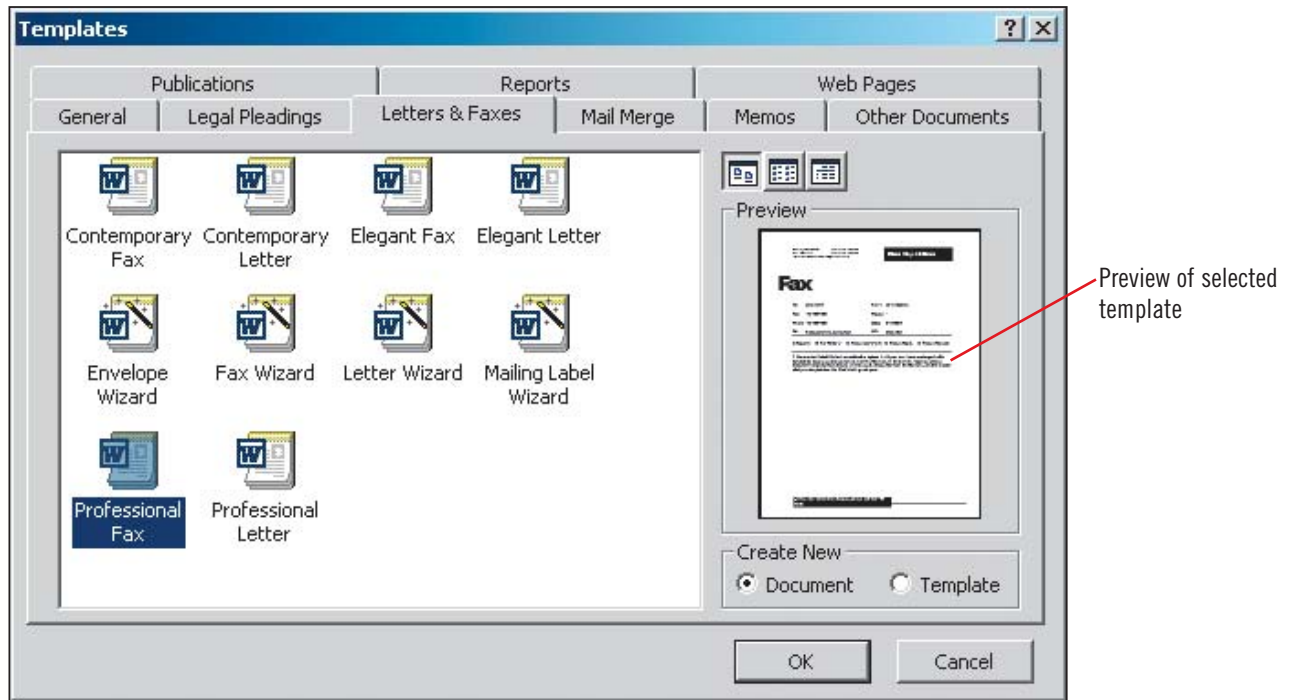 Templates
Publications Reports Web Pages
General Legal Pleadings Letters & Faxes Mail Merge Memos Other Documents
Contemporary Fax
Contemporary Letter
Elegant Fax
Elegant Letter
Envelope Wizard
Fax Wizard
Letter Wizard
Mailing Label Wizard
Professional Fax
Professional Letter
Preview
Fax
Preview of selected
template
Create New
Document Template
OK Cancel